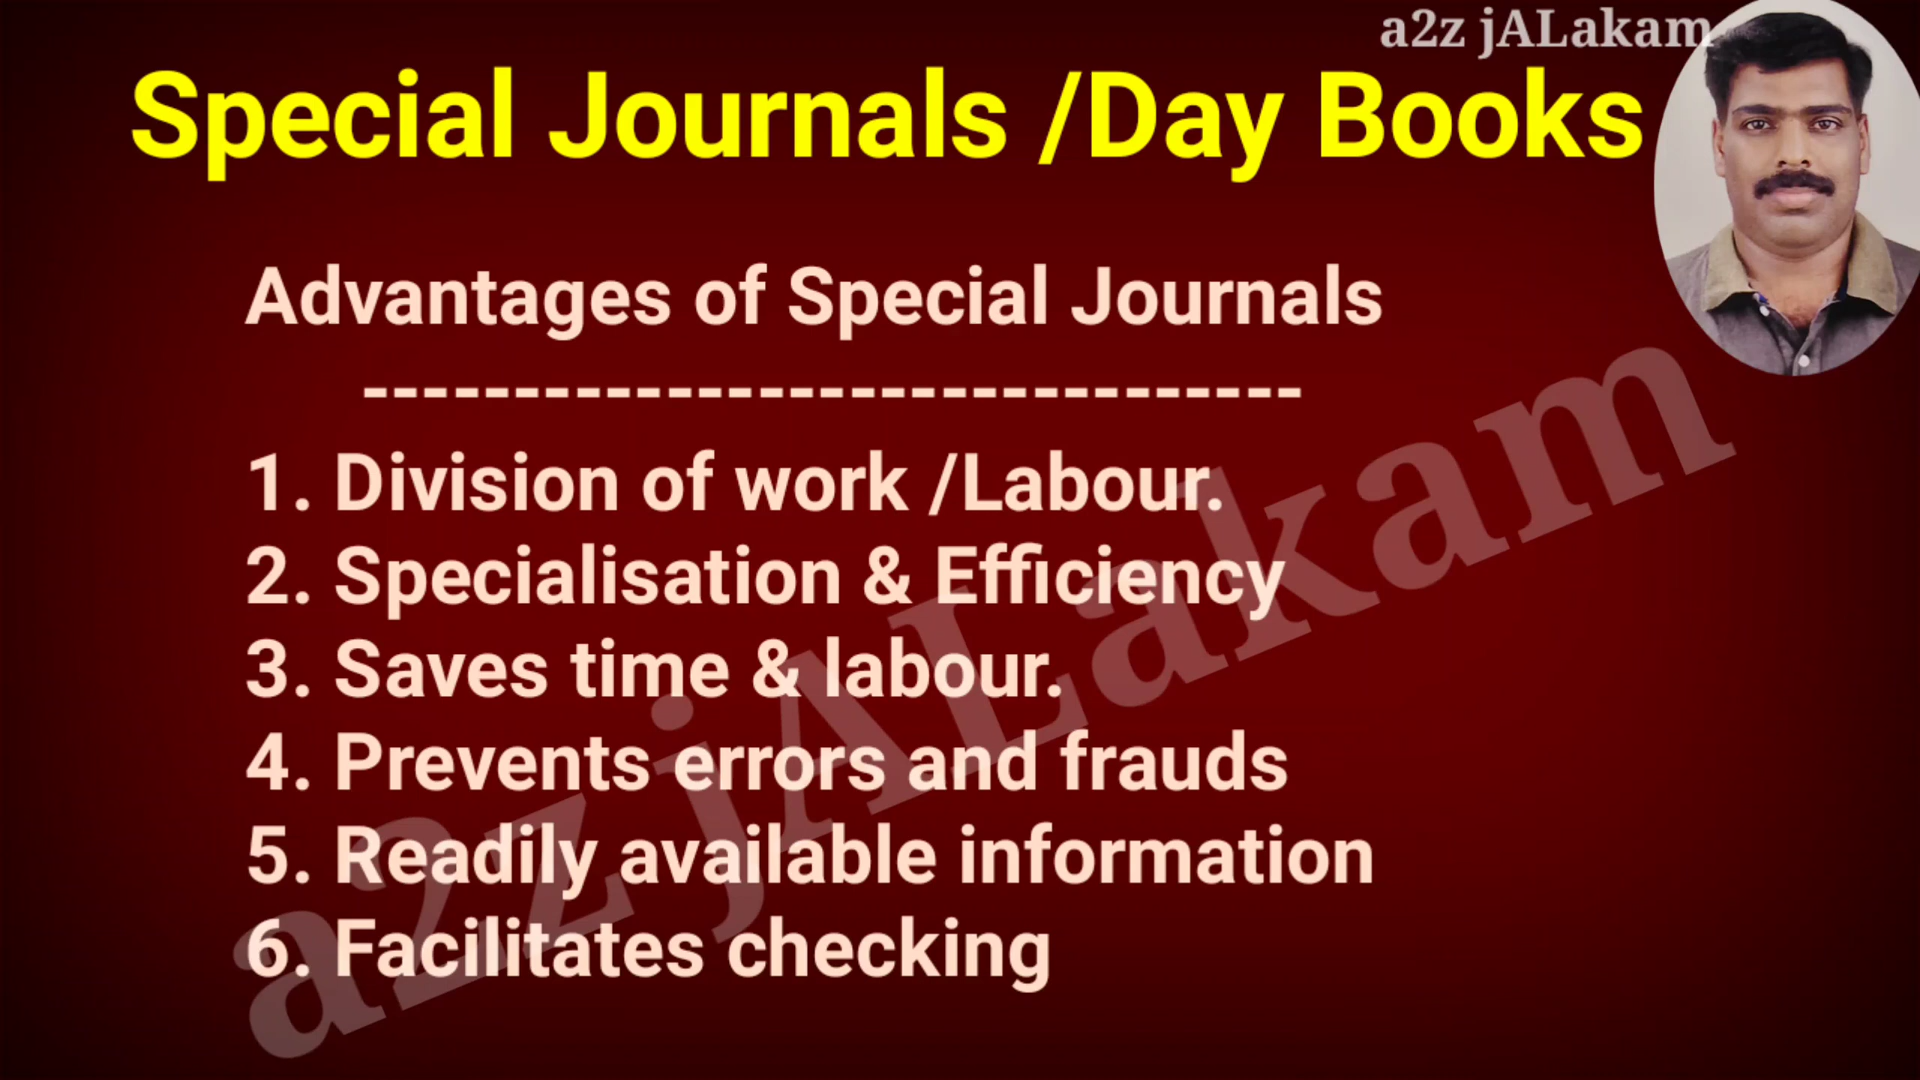 a2z jALakam
Special Journals /Day Books
Advantages of Special Journals
-------------------------------
1. Division of work /Labour.
2. Specialisation & Efficiency
3. Saves time & labour.
4. Prevents errors and frauds
5. Readily available information
6. Facilitates checking
a2z jALakam